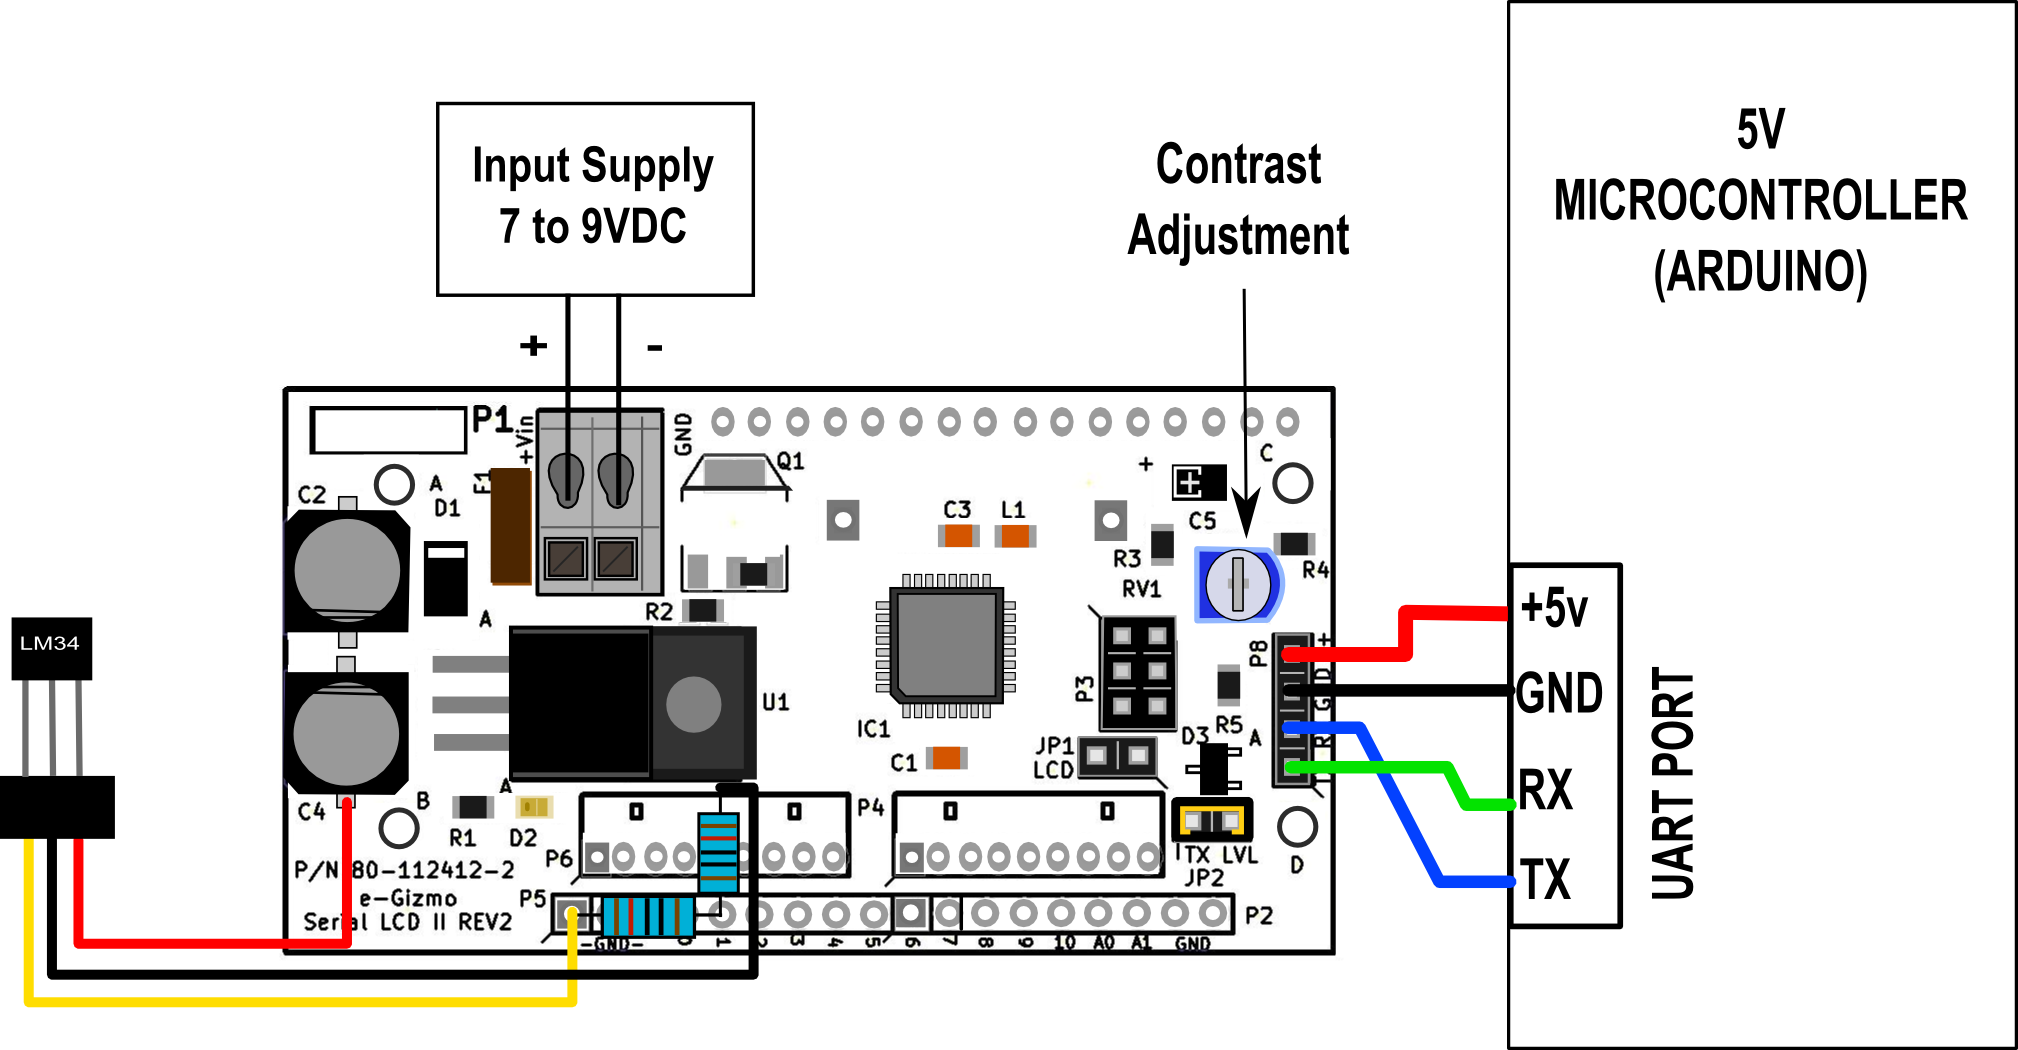 5V
MICROCONTROLLER
(ARDUINO)
Input Supply
7 to 9VDC
Contrast
Adjustment
+
-
P1
+Vin
GND
Q1
+
C
C2
A
D1
F1
C3
L1
C5
R3
R4
RV1
+5v
A
R2
LM34
P8
+
D
G
R
T
P3
GND
U1
IC1
R5
A
D3
JP1
LCD
C1
RX
UART PORT
C4
B
A
R1
D2
P4
P6
TX LVL
JP2
D
TX
P/N 80-112412-2
e-Gizmo
Serial LCD II REV2
P5
P2
-GND-
0
1
2
3
4
5
6
7
8
9
10
A0
A1
GND